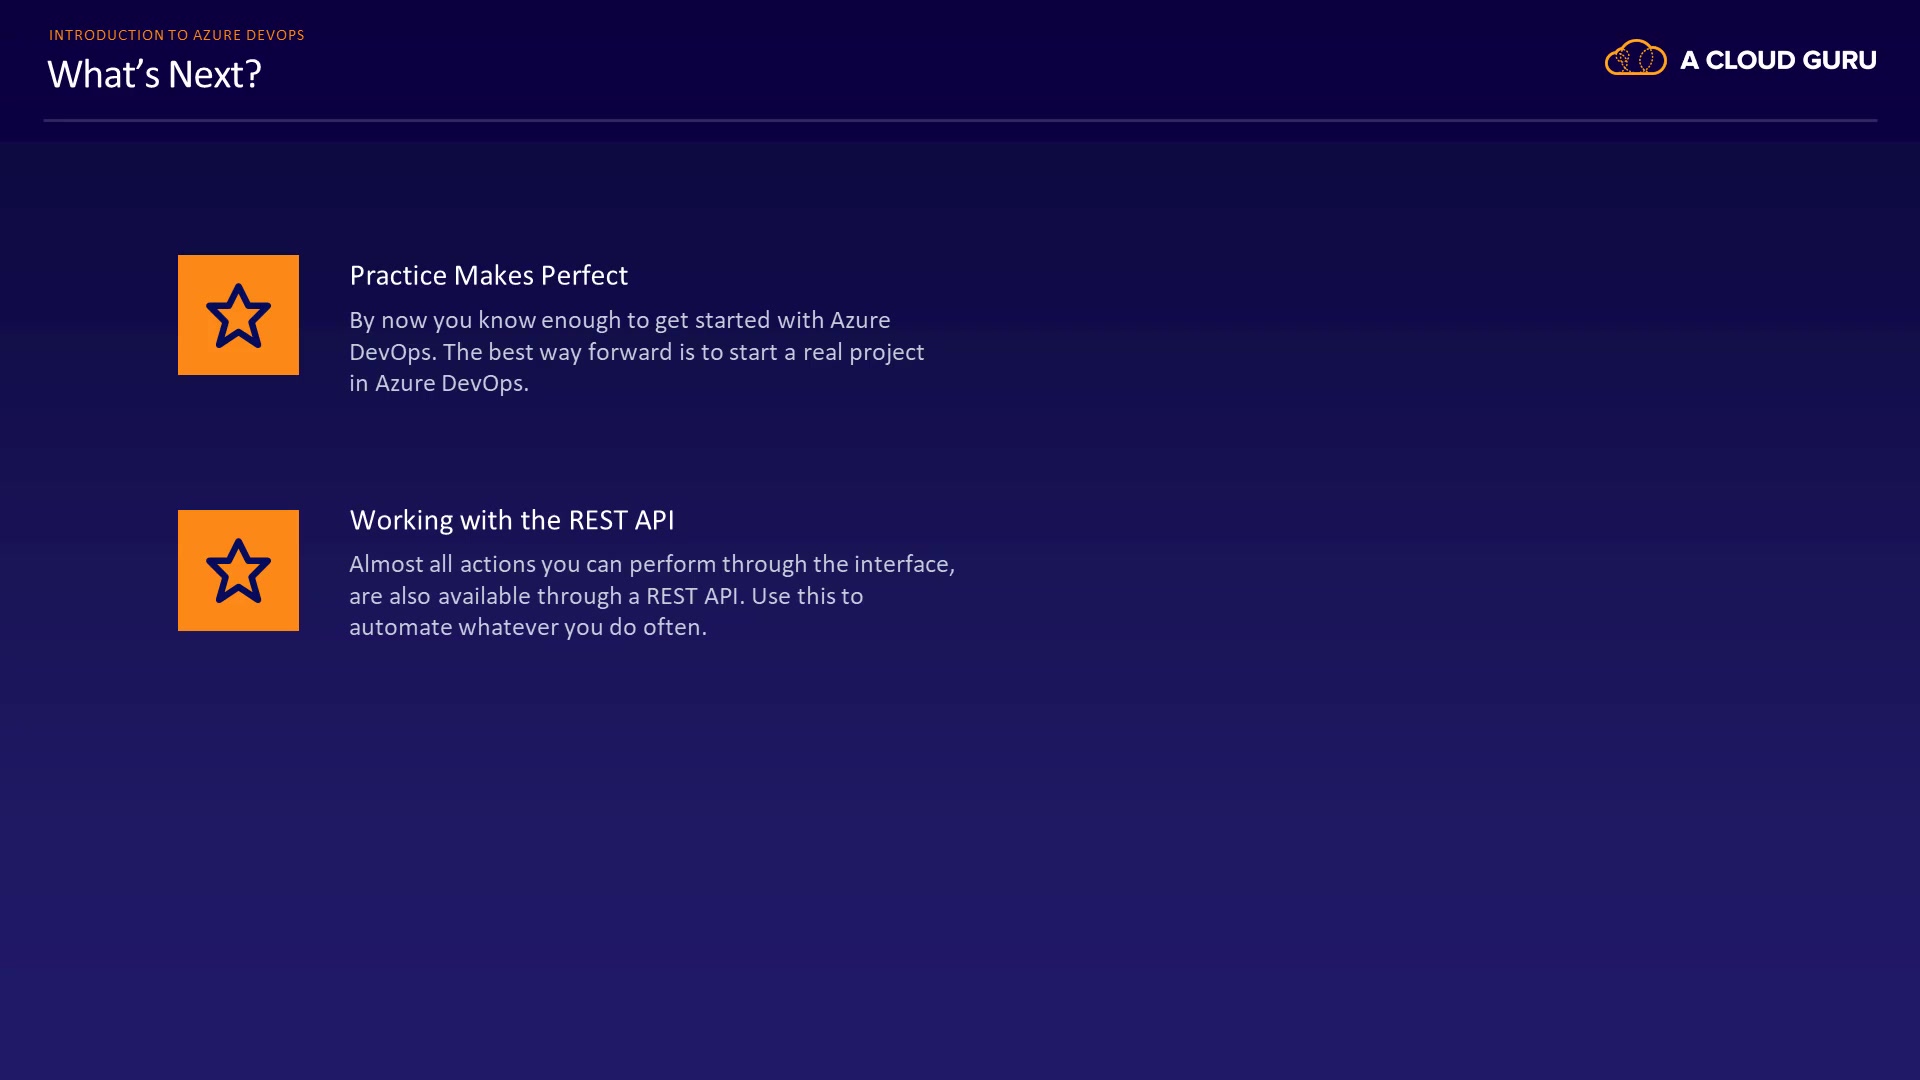 INTRODUCTION TO AZURE DEVOPS
What’s Next?
A CLOUD GURU
Practice Makes Perfect
By now you know enough to get started with Azure
DevOps. The best way forward is to start a real project
in Azure DevOps.
Working with the REST API
Almost all actions you can perform through the interface,
are also available through a REST API. Use this to
automate whatever you do often.